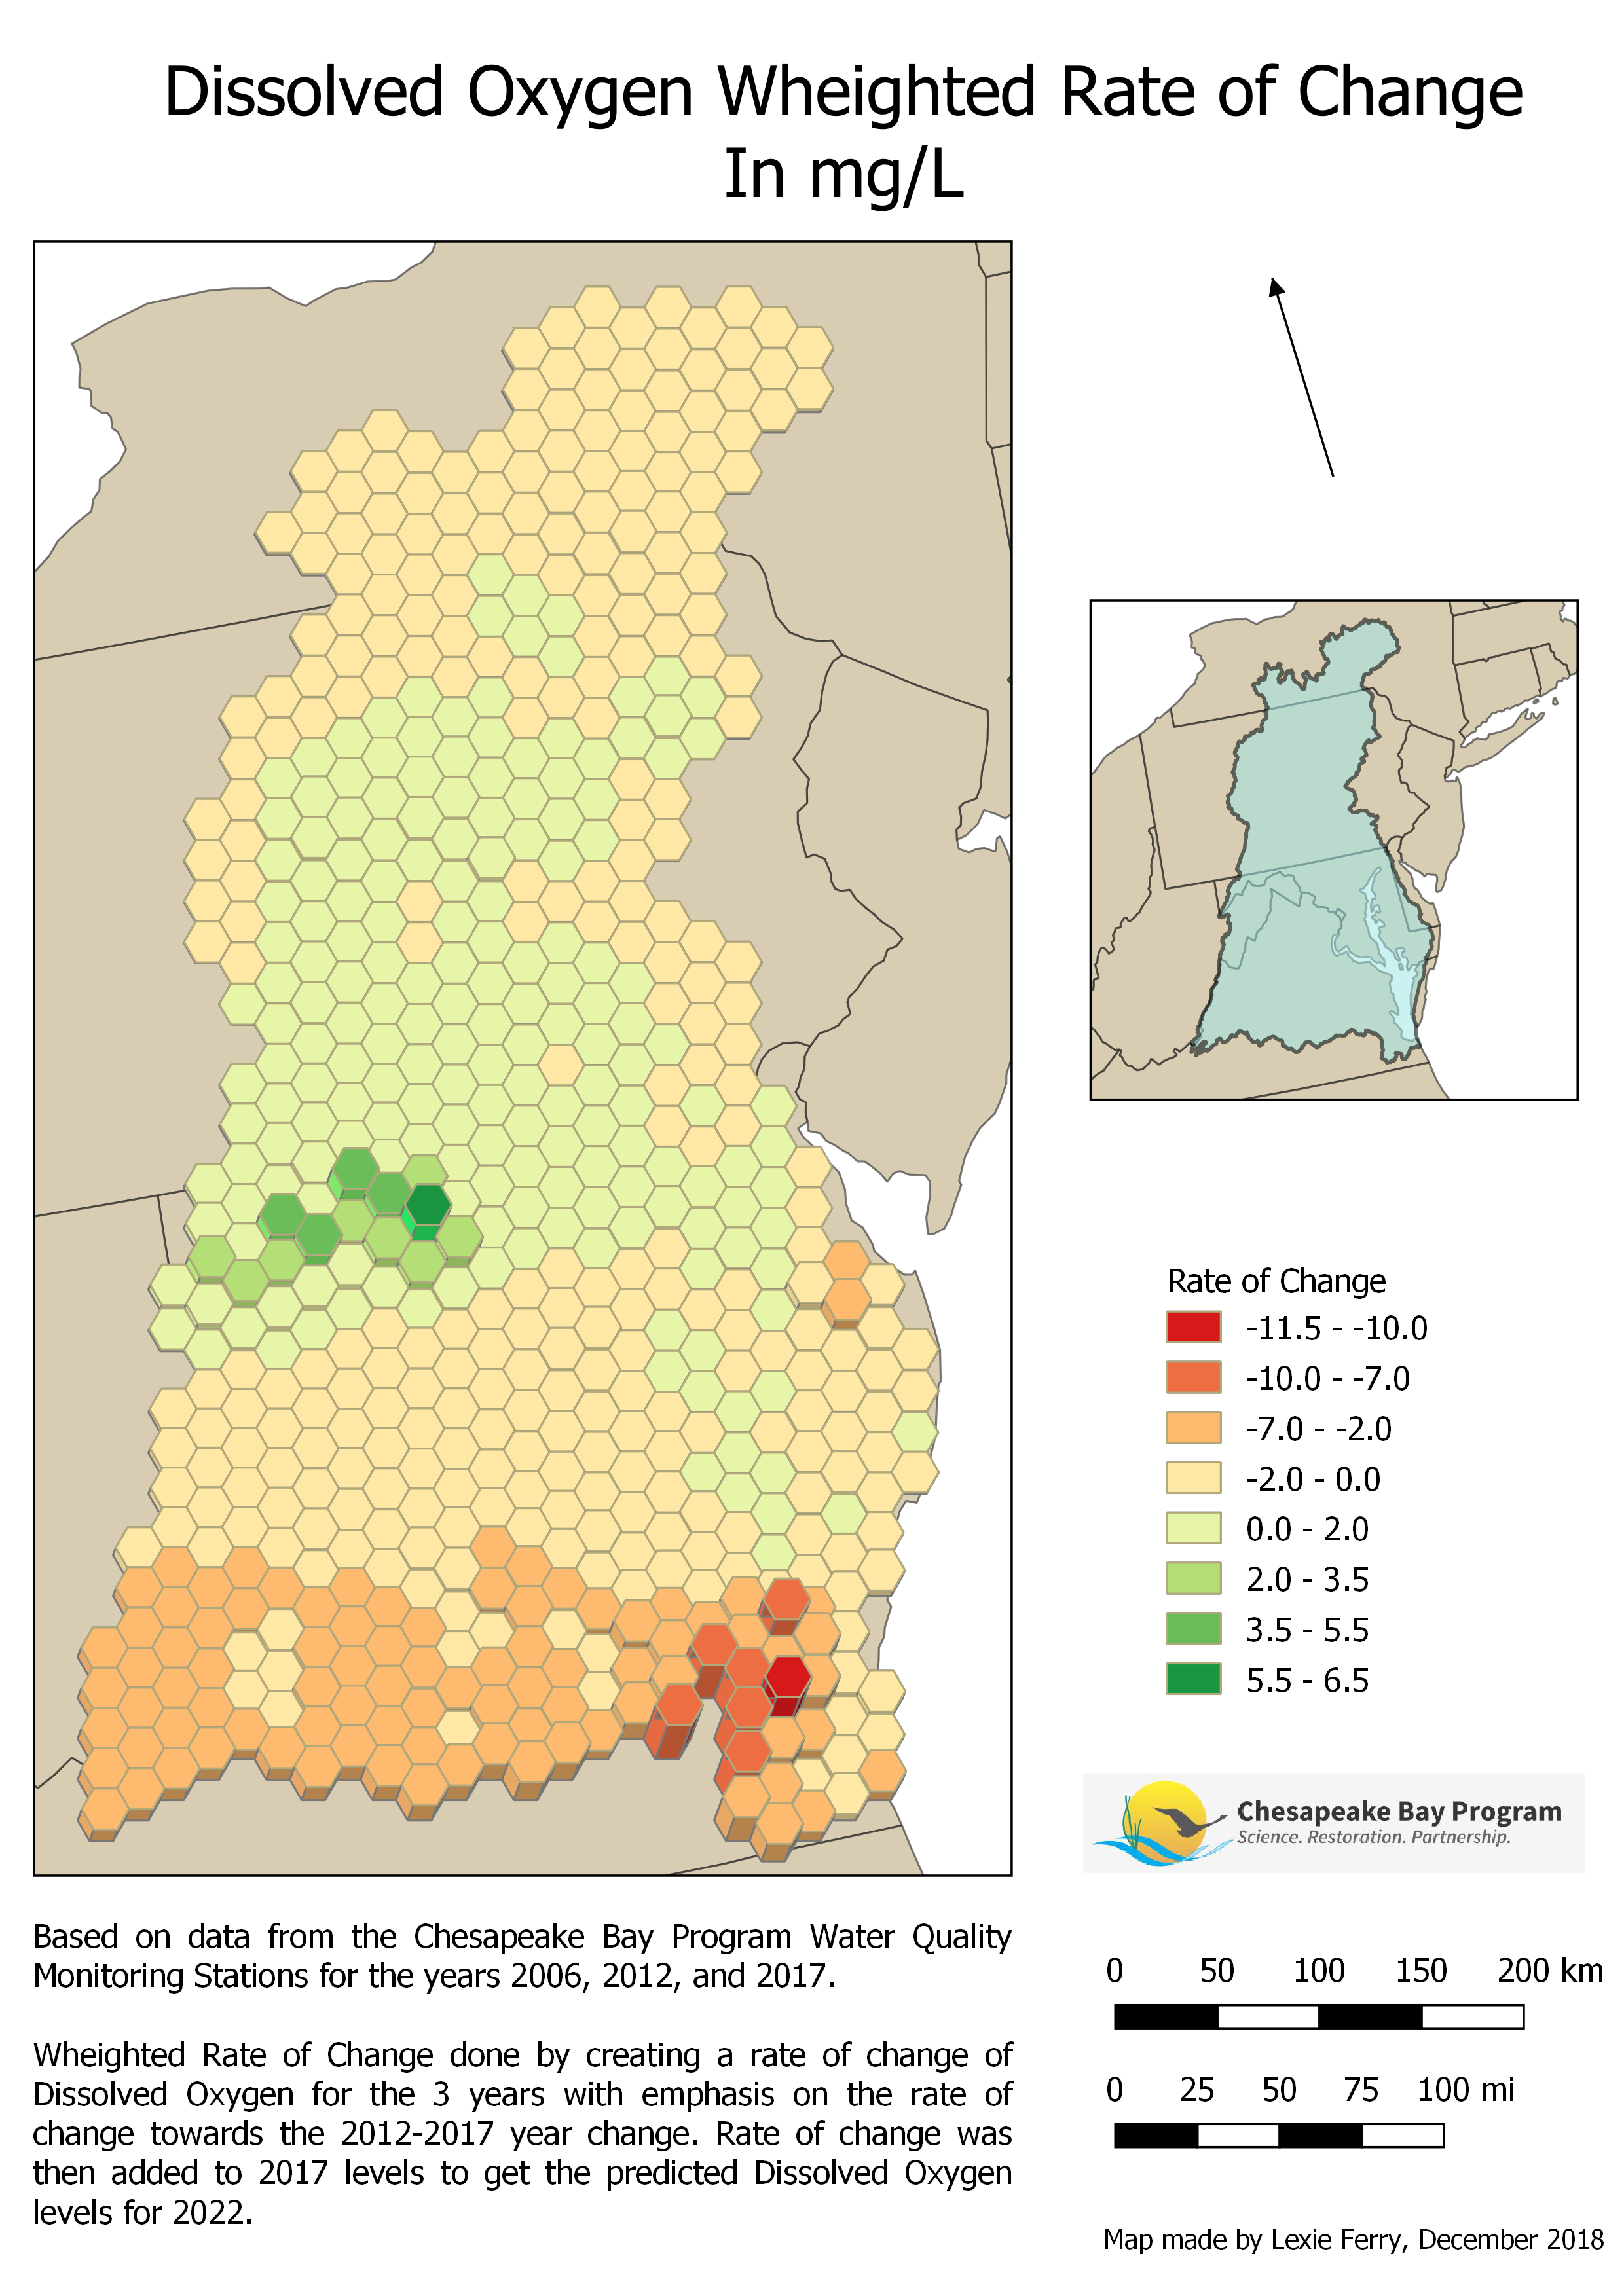 Dissolved Oxygen Wheighted Rate of Change
In mg/L
Rate of Change
-11.5 - -10.0
-10.0 - -7.0
-7.0 - -2.0
-2.0 - 0.0
0.0 - 2.0
2.0 - 3.5
3.5 - 5.5
5.5 - 6.5
Chesapeake Bay Program
Science. Restoration. Partnership.
Based on data from the Chesapeake Bay Program Water Quality
Monitoring Stations for the years 2006, 2012, and 2017.
Wheighted Rate of Change done by creating a rate of change of
Dissolved Oxygen for the 3 years with emphasis on the rate of
change towards the 2012-2017 year change. Rate of change was
then added to 2017 levels to get the predicted Dissolved Oxygen
levels for 2022.
0 50 100 150 200 km
0 25 50 75 100 mi
Map made by Lexie Ferry, December 2018